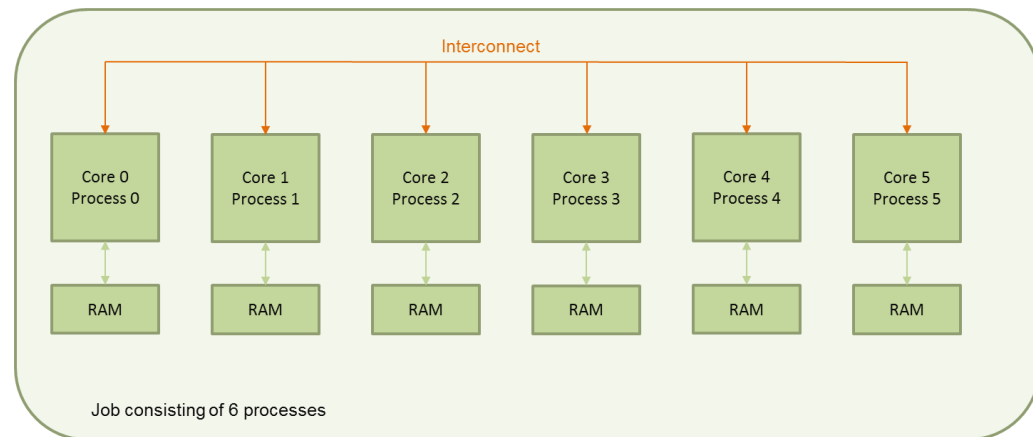 Interconnect
Core 0
Process 0
Core 1
Process 1
Core 2
Process 2
Core 3
Process 3
Core 4
Process 4
Core 5
Process 5
RAM
RAM
RAM
RAM
RAM
RAM
Job consisting of 6 processes